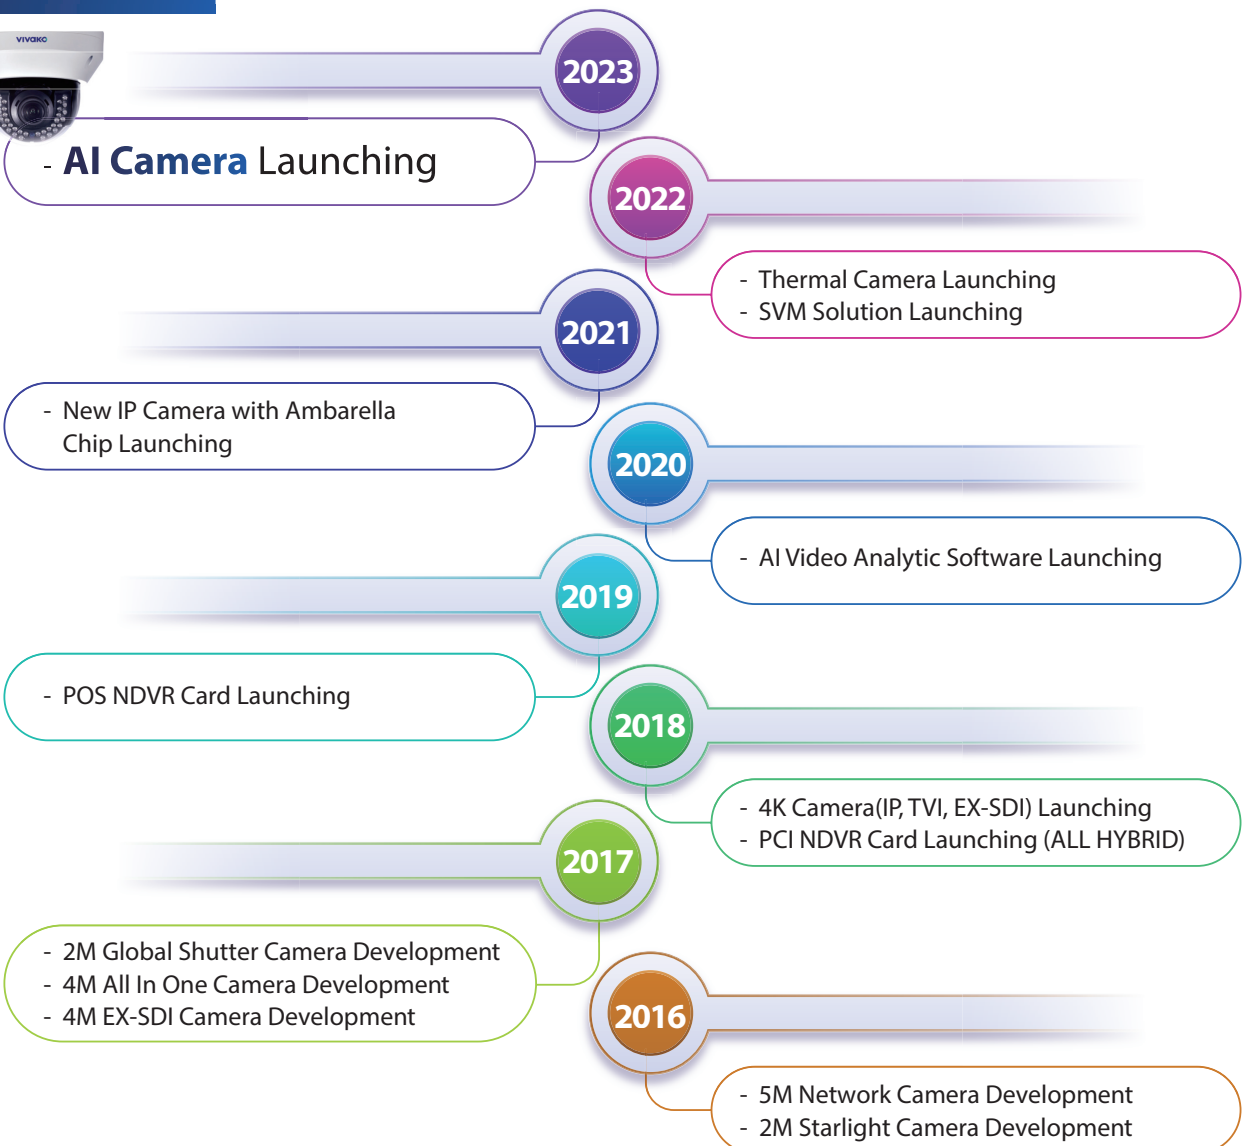 VIVAKO
2023
- AI Camera Launching
2022
- Thermal Camera Launching
- SVM Solution Launching
2021
- New IP Camera with Ambarella
Chip Launching
2020
- AI Video Analytic Software Launching
2019
- POS NDVR Card Launching
2018
- 4K Camera(IP, TVI, EX-SDI) Launching
- PCI NDVR Card Launching (ALL HYBRID)
2017
- 2M Global Shutter Camera Development
- 4M All In One Camera Development
- 4M EX-SDI Camera Development
2016
- 5M Network Camera Development
- 2M Starlight Camera Development